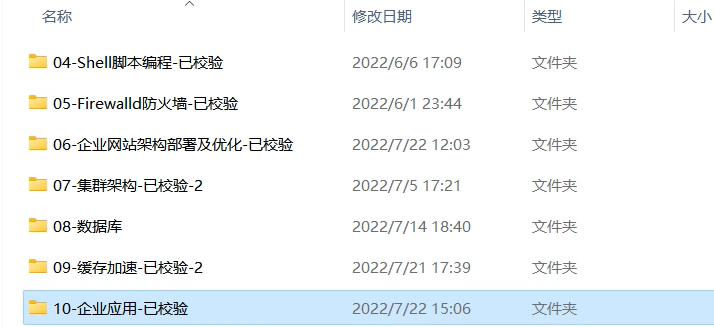 名称 修改日期 类型 大小
04-Shell脚本编程-已校验 2022/6/6 17:09 文件夹
05-Firewalld防火墙-已校验 2022/6/1 23:44 文件夹
06-企业网站架构部署及优化-已校验 2022/7/22 12:03 文件夹
07-集群架构-已校验-2 2022/7/5 17:21 文件夹
08-数据库 2022/7/14 18:40 文件夹
09-缓存加速-已校验-2 2022/7/21 17:39 文件夹
10-企业应用-已校验 2022/7/22 15:06 文件夹